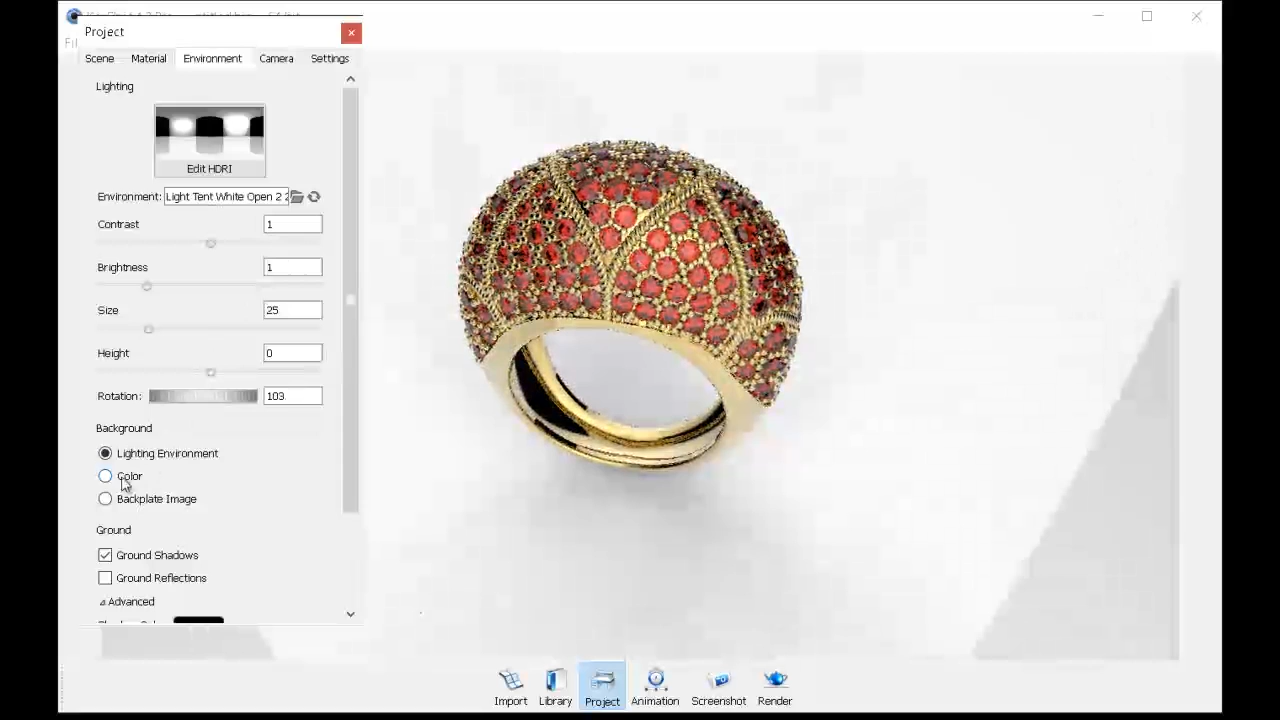 Project
Scene
Material
Environment
Camera
Settings
Lighting
Edit HDRI
Environment: Light Tent White Open 2 2
Contrast 1
Brightness 1
Size 25
Height 0
Rotation: 103
Background
Lighting Environment
Color
Backplate Image
Ground
Ground Shadows
Ground Reflections
Advanced
Import
Library
Project
Animation
Screenshot
Render